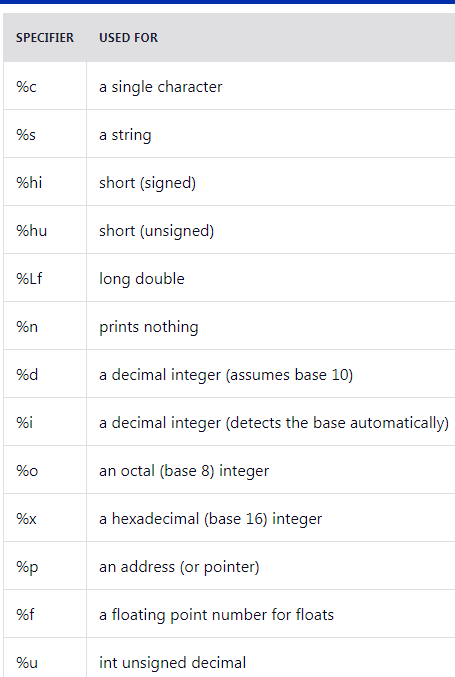 SPECIFIER USED FOR
%c a single character
%s a string
%hi short (signed)
%hu short (unsigned)
%Lf long double
%n prints nothing
%d a decimal integer (assumes base 10)
%i a decimal integer (detects the base automatically)
%o an octal (base 8) integer
%x a hexadecimal (base 16) integer
%p an address (or pointer)
%f a floating point number for floats
%u int unsigned decimal